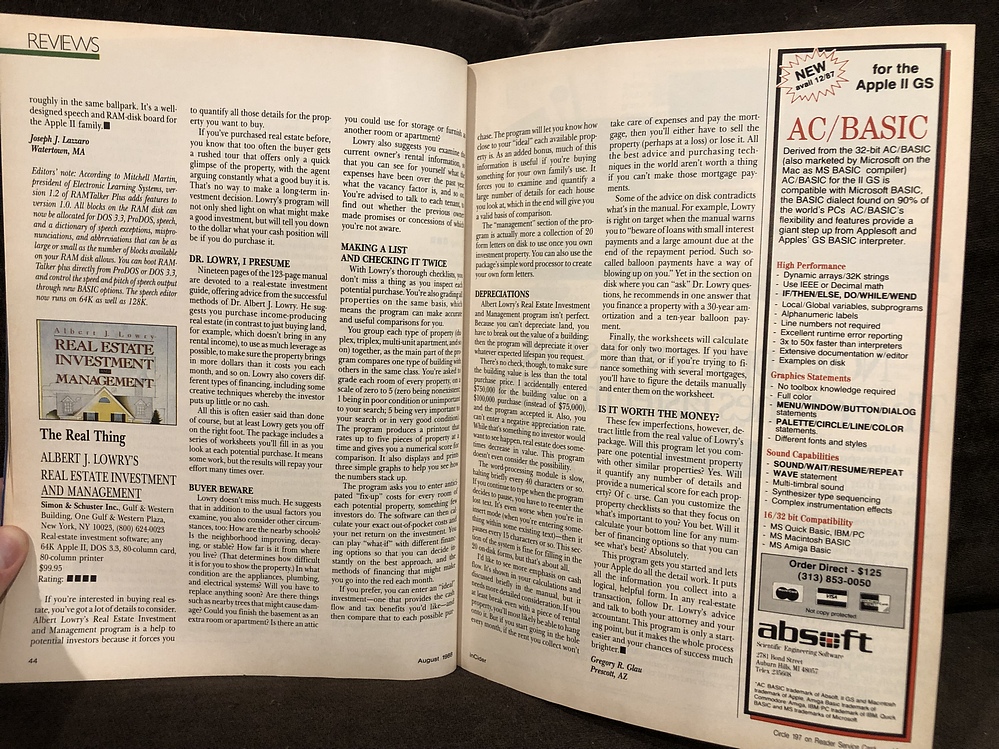 REVIEWS
roughly in the same ballpark. It's a well-
designed speech and RAM-disk board for
the Apple II family.
Joseph J. Lazzaro
Watertown, MA
Editors' note: According to Mitchell Martin,
president of Electronic Learning Systems, ver-
sion 1.2 of RAMTalker Plus adds features to
version 1.0. All blocks on the RAM disk can
now be allocated for DOS 3.3, ProDOS, speech,
and a dictionary of speech exceptions, mispro-
nunciations, and abbreviations that can be as
large or small as the number of blocks available
on your RAM disk allows. You can boot RAM-
Talker plus directly from ProDOS or DOS 3.3,
and control the speed and pitch of speech output
through new BASIC options. The speech editor
now runs on 64K as well as 128K.
Albert J. Lowry
REAL ESTATE
INVESTMENT
MANAGEMENT
The Real Thing
ALBERT J. LOWRY'S
REAL ESTATE INVESTMENT
AND MANAGEMENT
Simon & Schuster Inc., Gulf & Western
Building, One Gulf & Western Plaza,
New York, NY 10023, (800) 624-0023
Real-estate investment software; any
64K Apple II, DOS 3.3, 80-column card,
80-column printer
$99.95
Rating:
If you're interested in buying real es-
tate, you've got a lot of details to consider.
Albert Lowry's Real Estate Investment
and Management program is a help to
potential investors because it forces you
44
to quantify all those details for the prop-
erty you want to buy.
If you've purchased real estate before,
you know that too often the buyer gets
a rushed tour that offers only a quick
glimpse of the property, with the agent
arguing constantly what a good buy it is.
That's no way to make a long-term in-
vestment decision. Lowry's program will
not only shed light on what might make
a good investment, but will tell you down
to the dollar what your cash position will
be if you do purchase it.
DR. LOWRY, I PRESUME
Nineteen pages of the 123-page manual
are devoted to a real-estate investment
guide, offering advice from the successful
methods of Dr. Albert J. Lowry. He sug-
gests you purchase income-producing
real estate (in contrast to just buying land,
for example, which doesn't bring in any
rental income), to use as much leverage as
possible, to make sure the property brings
in more dollars that it costs you each
month, and so on. Lowry also covers dif-
ferent types of financing, including some
creative techniques whereby the investor
puts up little or no cash.
All this is often easier said than done
of course, but at least Lowry gets you off
on the right foot. The package includes a
series of worksheets you'll fill in as you
look at each potential purchase. It means
some work, but the results will repay your
effort many times over.
BUYER BEWARE
Lowry doesn't miss much. He suggests
that in addition to the usual factors you
examine, you also consider other circum-
stances, too: How are the nearby schools?
Is the neighborhood improving, decay-
ing, or stable? How far is it from where
you live? (That determines how difficult
it is for you to show the property.) In what
condition are the appliances, plumbing,
and electrical systems? Will you have to
replace anything soon? Are there things
such as nearby trees that might cause dam-
age? Could you finish the basement as an
extra room or apartment? Is there an attic
you could use for storage or furnish a
another room or apartment?
Lowry also suggests you examine the
current owner's rental information, so
that you can see for yourself what the
expenses have been over the past year,
what the vacancy factor is, and so on.
You're advised to talk to each tenant, to
find out whether the previous owner
made promises or concessions of which
you're not aware.
MAKING A LIST
AND CHECKING IT TWICE
With Lowry's thorough checklists, you
don't miss a thing as you inspect each
potential purchase. You're also grading all
properties on the same basis, which
means the program can make accurate
and useful comparisons for you.
You group each type of property (du-
plex, triplex, multi-unit apartment, and so
on) together, as the main part of the pro-
gram compares one type of building with
others in the same class. You're asked to
grade each room of every property, on a
scale of zero to 5 (zero being nonexistent,
1 being in poor condition or unimportant
to your search; 5 being very important to
your search or in very good condition).
The program produces a printout that
rates up to five pieces of property at a
time and gives you a numerical score for
comparison. It also displays and prints
three simple graphs to help you see how
the numbers stack up.
The program asks you to enter antici-
pated "fix-up" costs for every room of
each potential property, something few
investors do. The software can then cal-
culate your exact out-of-pocket costs and
your net return on the investment. You
can play "what-if" with different financ-
ing options so that you can decide in-
stantly on the best approach, and the
methods of financing that might make
you go into the red each month.
If you prefer, you can enter an "ideal"
investment—one that provides the cash
flow and tax benefits you'd like—and
then compare that to each possible pur-
August 1988
chase. The program will let you know how
close to your "ideal" each available prop-
erty is. As an added bonus, much of this
information is useful if you're buying
something for your own family's use. It
forces you to examine and quantify a
large number of details for each house
you look at, which in the end will give you
a valid basis of comparison.
The "management" section of the pro-
gram is actually more a collection of 20
form letters on disk to use once you own
investment property. You can also use the
package's simple word processor to create
your own form letters.
DEPRECIATIONS
Albert Lowry's Real Estate Investment
and Management program isn't perfect.
Because you can't depreciate land, you
have to break out the value of a building;
then the program will depreciate it over
whatever expected lifespan you request.
There's no check, though, to make sure
the building value is less than the total
purchase price. I accidentally entered
$750,000 for the building value on a
$100,000 purchase (instead of $75,000),
and the program accepted it. Also, you
can't enter a negative appreciation rate.
While that's something no investor would
want to see happen, real estate does some-
times decrease in value. This program
doesn't even consider the possibility.
The word-processing module is slow,
halting briefly every 40 characters or so.
If you continue to type when the program
decides to pause, you have to re-enter the
lost text. It's even worse when you're in
insert mode (when you're entering some-
thing within some existing text)—then it
pauses every 15 characters or so. This sec-
tion of the system is fine for filling in the
20 on-disk forms, but that's about all.
I'd like to see more emphasis on cash
flow. It's shown in your calculations and
discussed briefly in the manual, but it
needs more detailed consideration. If you
at least break even with a piece of rental
property, you'll most likely be able to hang
onto it. But if you start going in the hole
every month, if the rent you collect won't
inCider
take care of expenses and pay the mort-
gage, then you'll either have to sell the
property (perhaps at a loss) or lose it. All
the best advice and purchasing tech-
niques in the world aren't worth a thing
if you can't make those mortgage pay-
ments.
Some of the advice on disk contradicts
what's in the manual. For example, Lowry
is right on target when the manual warns
you to "beware of loans with small interest
payments and a large amount due at the
end of the repayment period. Such so-
called balloon payments have a way of
blowing up on you." Yet in the section on
disk where you can "ask" Dr. Lowry ques-
tions, he recommends in one answer that
you finance a property with a 30-year am-
ortization and a ten-year balloon pay-
ment.
Finally, the worksheets will calculate
data for only two mortgages. If you have
more than that, or if you're trying to fi-
nance something with several mortgages,
you'll have to figure the details manually
and enter them on the worksheet.
IS IT WORTH THE MONEY?
These few imperfections, however, de-
tract little from the real value of Lowry's
package. Will this program let you com-
pare one potential investment property
with other similar properties? Yes. Will
it quantify any number of details and
provide a numerical score for each prop-
erty? Of c urse. Can you customize the
property checklists so that they focus on
what's important to you? You bet. Will it
calculate your bottom line for any num-
ber of financing options so that you can
see what's best? Absolutely.
This program gets you started and lets
your Apple do all the detail work. It puts
all the information you collect into a
logical, helpful form. In any real-estate
transaction, follow Dr. Lowry's advice
and talk to both your attorney and your
accountant. This program is only a start-
ing point, but it makes the whole process
easier and your chances of success much
brighter.
Gregory R. Glau
Prescott, AZ
NEW
avail 12/87
for the
Apple II GS
AC/BASIC
Derived from the 32-bit AC/BASIC
(also marketed by Microsoft on the
Mac as MS BASIC compiler)
AC/BASIC for the II GS is
compatible with Microsoft BASIC,
the BASIC dialect found on 90% of
the world's PCs AC/BASIC's
flexibility and features provide a
giant step up from Applesoft and
Apples' GS BASIC interpreter.
High Performance
- Dynamic arrays/32K strings
- Use IEEE or Decimal math
- IF/THEN/ELSE, DO/WHILE/WEND
- Local/Global variables, subprograms
- Alphanumeric labels
- Line numbers not required
- Excellent runtime error reporting
- 3x to 50x faster than interpreters
- Extensive documentation w/editor
- Examples on disk
Graphics Statements
- No toolbox knowledge required
- Full color
- MENU/WINDOW/BUTTON/DIALOG
statements
- PALETTE/CIRCLE/LINE/COLOR
statements.
- Different fonts and styles
Sound Capabilities
- SOUND/WAIT/RESUME/REPEAT
- WAVE statement
- Multi-timbral sound
- Synthesizer type sequencing
- Complex instrumentation effects
16/32 bit Compatibility
- MS Quick Basic, IBM/PC
- MS Macintosh BASIC
- MS Amiga Basic
Order Direct - $125
(313) 853-0050
VISA
Not copy protected
absoft
Scientific Engineering Software
2781 Bond Street
Auburn Hills, MI 48057
Telex 235608
*AC BASIC trademark of Absoft, II GS and Macintosh
trademark of Apple, Amiga Basic trademark of
Commodore Amiga, IBM PC trademark of IBM, Quick
BASIC and MS trademarks of Microsoft.
Circle 197 on Reader Service Card